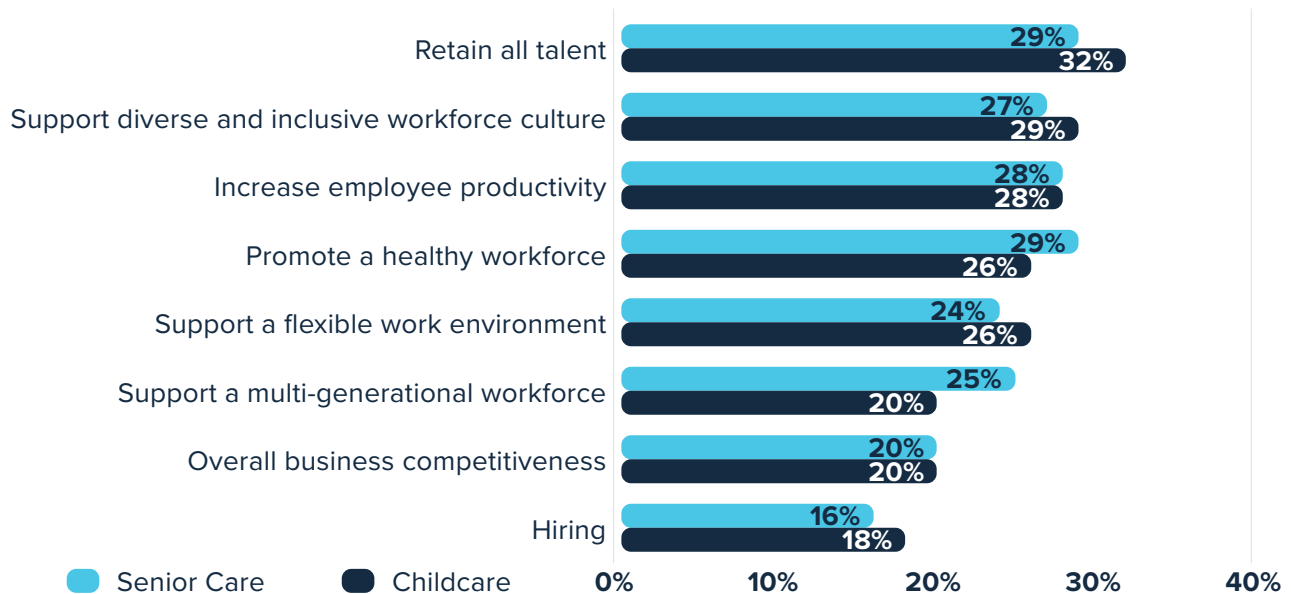 Retain all talent
29%
32%
Support diverse and inclusive workforce culture
27%
29%
Increase employee productivity
28%
28%
Promote a healthy workforce
29%
26%
Support a flexible work environment
24%
26%
Support a multi-generational workforce
25%
20%
Overall business competitiveness
20%
20%
Hiring
16%
18%
Senior Care Childcare 0% 10% 20% 30% 40%